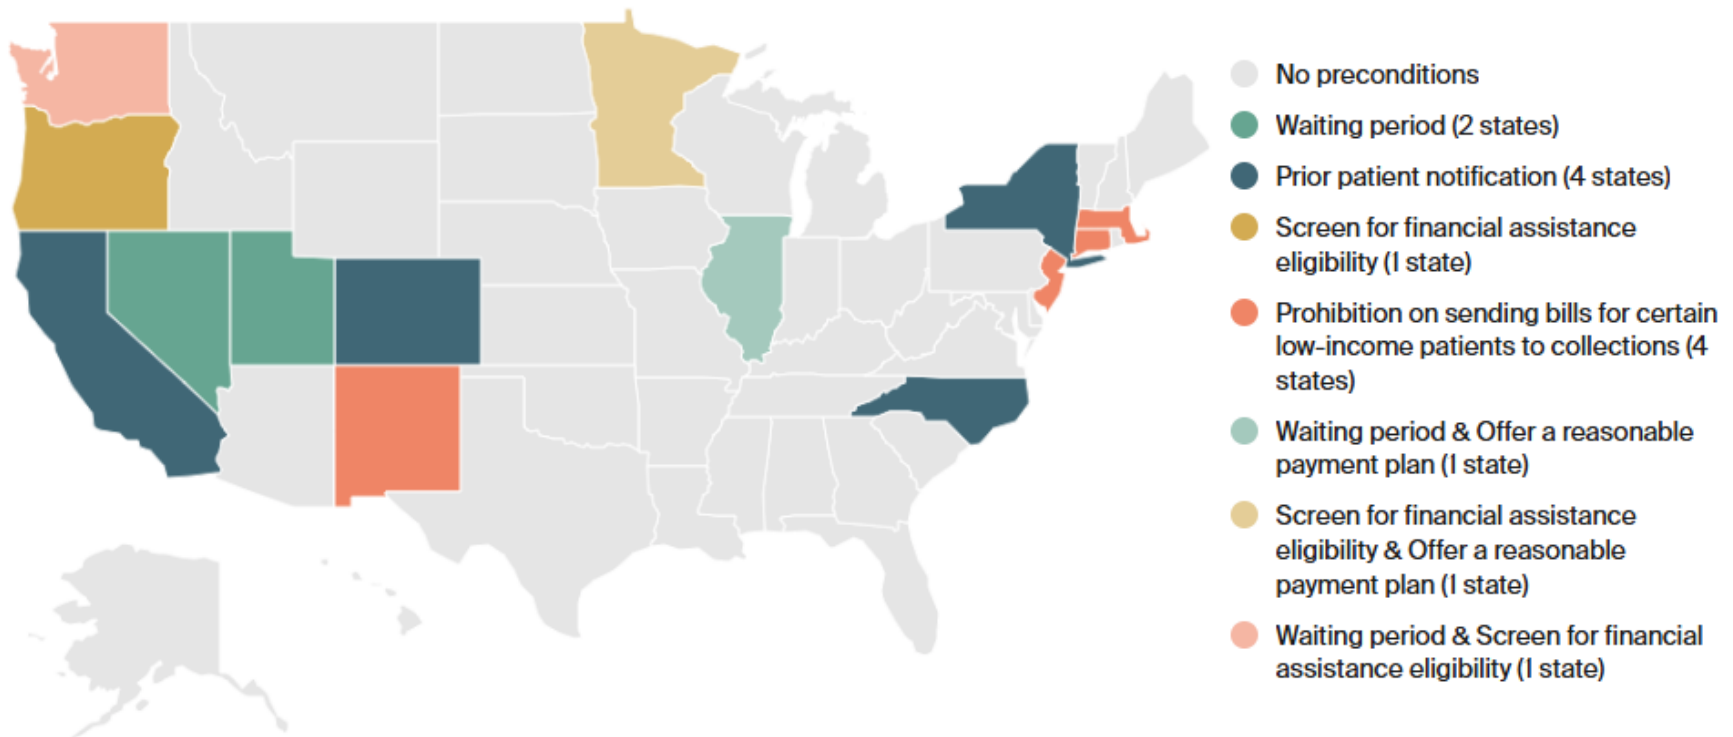 No preconditions
Waiting period (2 states)
Prior patient notification (4 states)
Screen for financial assistance
eligibility (1 state)
Prohibition on sending bills for certain
low-income patients to collections (4
states)
Waiting period & Offer a reasonable
payment plan (1 state)
Screen for financial assistance
eligibility & Offer a reasonable
payment plan (1 state)
Waiting period & Screen for financial
assistance eligibility (1 state)